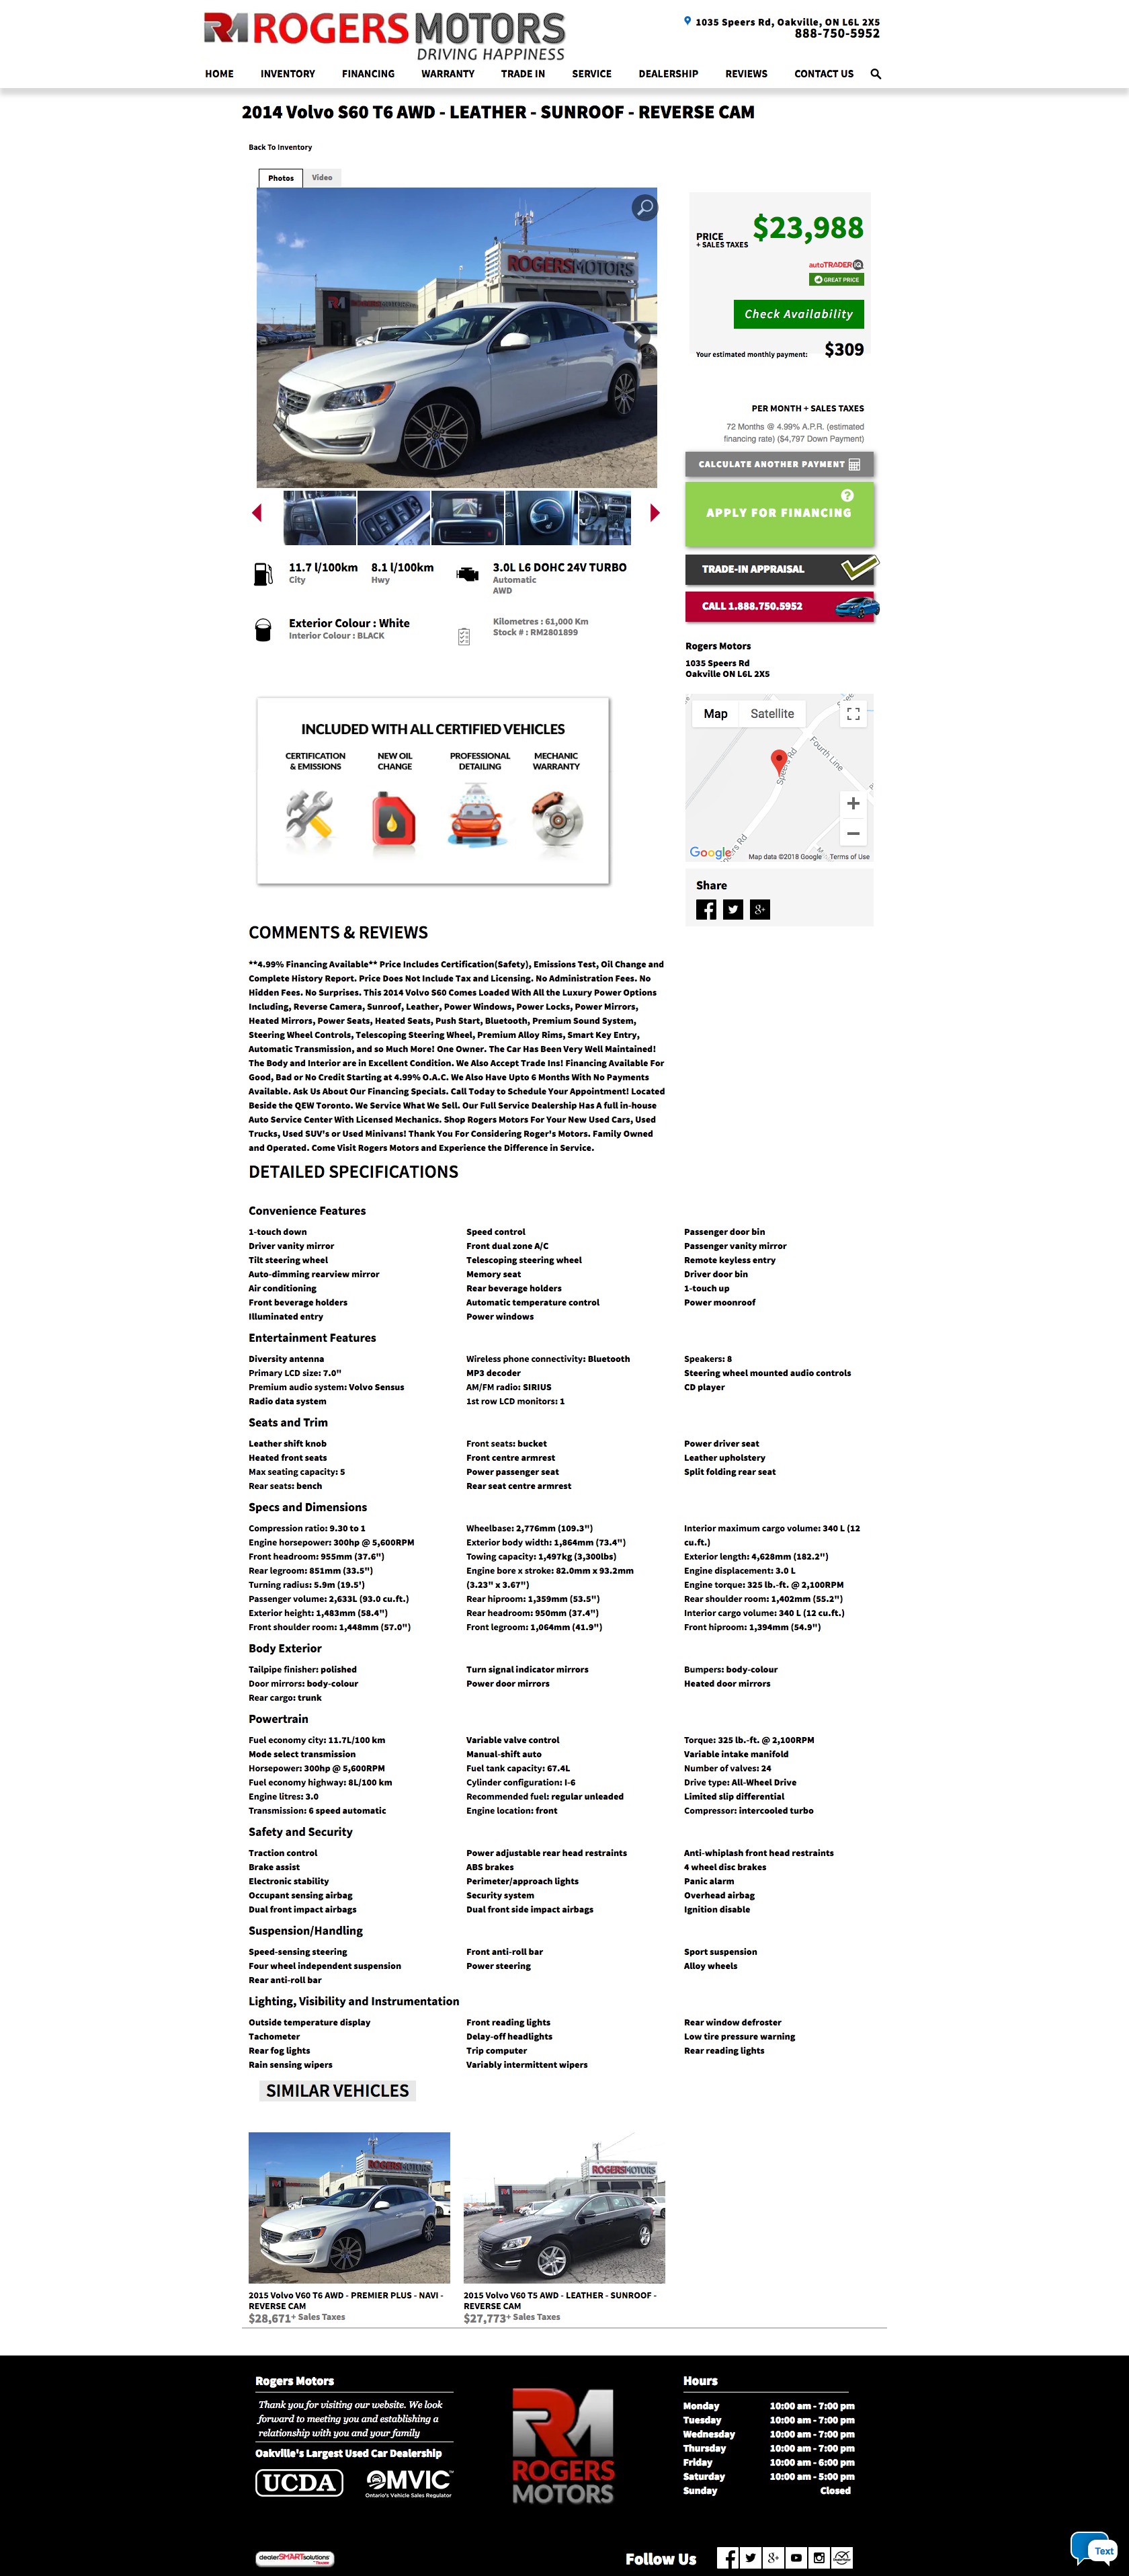 ROGERSMOTORS
DRIVING HAPPINESS
1035 Speers Rd, Oakville, ON L6L 2X5
888-750-5952
HOME INVENTORY FINANCING WARRANTY TRADE IN SERVICE DEALERSHIP REVIEWS CONTACT US
2014 Volvo S60 T6 AWD - LEATHER - SUNROOF - REVERSE CAM
Back To Inventory
Photos Video
ROGERSMOTORS
PRICE
+ SALES TAXES
$23,988
autoTRADER
GREAT PRICE
Check Availability
Your estimated monthly payment: $309
PER MONTH + SALES TAXES
72 Months @ 4.99% A.P.R. (estimated
financing rate) ($4,797 Down Payment)
CALCULATE ANOTHER PAYMENT
?
APPLY FOR FINANCING
TRADE-IN APPRAISAL
CALL 1.888.750.5952
11.7 l/100km 8.1 l/100km 3.0L L6 DOHC 24V TURBO
City Hwy Automatic
AWD
Exterior Colour : White
Interior Colour : BLACK
Kilometres : 61,000 Km
Stock # : RM2801899
Rogers Motors
1035 Speers Rd
Oakville ON L6L 2X5
Map Satellite
Speers Rd
Fourth Line
Google
Map data ©2018 Google Terms of Use
Share
INCLUDED WITH ALL CERTIFIED VEHICLES
CERTIFICATION NEW OIL PROFESSIONAL MECHANIC
& EMISSIONS CHANGE DETAILING WARRANTY
COMMENTS & REVIEWS
**4.99% Financing Available** Price Includes Certification(Safety), Emissions Test, Oil Change and
Complete History Report. Price Does Not Include Tax and Licensing. No Administration Fees. No
Hidden Fees. No Surprises. This 2014 Volvo S60 Comes Loaded With All the Luxury Power Options
Including, Reverse Camera, Sunroof, Leather, Power Windows, Power Locks, Power Mirrors,
Heated Mirrors, Power Seats, Heated Seats, Push Start, Bluetooth, Premium Sound System,
Steering Wheel Controls, Telescoping Steering Wheel, Premium Alloy Rims, Smart Key Entry,
Automatic Transmission, and so Much More! One Owner. The Car Has Been Very Well Maintained!
The Body and Interior are in Excellent Condition. We Also Accept Trade Ins! Financing Available For
Good, Bad or No Credit Starting at 4.99% O.A.C. We Also Have Upto 6 Months With No Payments
Available. Ask Us About Our Financing Specials. Call Today to Schedule Your Appointment! Located
Beside the QEW Toronto. We Service What We Sell. Our Full Service Dealership Has A full in-house
Auto Service Center With Licensed Mechanics. Shop Rogers Motors For Your New Used Cars, Used
Trucks, Used SUV's or Used Minivans! Thank You For Considering Roger's Motors. Family Owned
and Operated. Come Visit Rogers Motors and Experience the Difference in Service.
DETAILED SPECIFICATIONS
Convenience Features
1-touch down Speed control Passenger door bin
Driver vanity mirror Front dual zone A/C Passenger vanity mirror
Tilt steering wheel Telescoping steering wheel Remote keyless entry
Auto-dimming rearview mirror Memory seat Driver door bin
Air conditioning Rear beverage holders 1-touch up
Front beverage holders Automatic temperature control Power moonroof
Illuminated entry Power windows
Entertainment Features
Diversity antenna Wireless phone connectivity: Bluetooth Speakers: 8
Primary LCD size: 7.0" MP3 decoder Steering wheel mounted audio controls
Premium audio system: Volvo Sensus AM/FM radio: SIRIUS CD player
Radio data system 1st row LCD monitors: 1
Seats and Trim
Leather shift knob Front seats: bucket Power driver seat
Heated front seats Front centre armrest Leather upholstery
Max seating capacity: 5 Power passenger seat Split folding rear seat
Rear seats: bench Rear seat centre armrest
Specs and Dimensions
Compression ratio: 9.30 to 1 Wheelbase: 2,776mm (109.3") Interior maximum cargo volume: 340 L (12
Engine horsepower: 300hp @ 5,600RPM Exterior body width: 1,864mm (73.4") cu.ft.)
Front headroom: 955mm (37.6") Towing capacity: 1,497kg (3,300lbs) Exterior length: 4,628mm (182.2")
Rear legroom: 851mm (33.5") Engine bore x stroke: 82.0mm x 93.2mm Engine displacement: 3.0 L
Turning radius: 5.9m (19.5') (3.23" x 3.67") Engine torque: 325 lb.-ft. @ 2,100RPM
Passenger volume: 2,633L (93.0 cu.ft.) Rear hiproom: 1,359mm (53.5") Rear shoulder room: 1,402mm (55.2")
Exterior height: 1,483mm (58.4") Rear headroom: 950mm (37.4") Interior cargo volume: 340 L (12 cu.ft.)
Front shoulder room: 1,448mm (57.0") Front legroom: 1,064mm (41.9") Front hiproom: 1,394mm (54.9")
Body Exterior
Tailpipe finisher: polished Turn signal indicator mirrors Bumpers: body-colour
Door mirrors: body-colour Power door mirrors Heated door mirrors
Rear cargo: trunk
Powertrain
Fuel economy city: 11.7L/100 km Variable valve control Torque: 325 lb.-ft. @ 2,100RPM
Mode select transmission Manual-shift auto Variable intake manifold
Horsepower: 300hp @ 5,600RPM Fuel tank capacity: 67.4L Number of valves: 24
Fuel economy highway: 8L/100 km Cylinder configuration: I-6 Drive type: All-Wheel Drive
Engine litres: 3.0 Recommended fuel: regular unleaded Limited slip differential
Transmission: 6 speed automatic Engine location: front Compressor: intercooled turbo
Safety and Security
Traction control Power adjustable rear head restraints Anti-whiplash front head restraints
Brake assist ABS brakes 4 wheel disc brakes
Electronic stability Perimeter/approach lights Panic alarm
Occupant sensing airbag Security system Overhead airbag
Dual front impact airbags Dual front side impact airbags Ignition disable
Suspension/Handling
Speed-sensing steering Front anti-roll bar Sport suspension
Four wheel independent suspension Power steering Alloy wheels
Rear anti-roll bar
Lighting, Visibility and Instrumentation
Outside temperature display Front reading lights Rear window defroster
Tachometer Delay-off headlights Low tire pressure warning
Rear fog lights Trip computer Rear reading lights
Rain sensing wipers Variably intermittent wipers
SIMILAR VEHICLES
ROGERSMOTORS ROGERSMOTORS
2015 Volvo V60 T6 AWD - PREMIER PLUS - NAVI - 2015 Volvo V60 T5 AWD - LEATHER - SUNROOF -
REVERSE CAM REVERSE CAM
$28,671+ Sales Taxes $27,773+ Sales Taxes
Rogers Motors
Thank you for visiting our website. We look
forward to meeting you and establishing a
relationship with you and your family
Oakville's Largest Used Car Dealership
UCDA OMVIC
Ontario's Vehicle Sales Regulator
ROGERS
MOTORS
Hours
Monday 10:00 am - 7:00 pm
Tuesday 10:00 am - 7:00 pm
Wednesday 10:00 am - 7:00 pm
Thursday 10:00 am - 7:00 pm
Friday 10:00 am - 6:00 pm
Saturday 10:00 am - 5:00 pm
Sunday Closed
dealerSMARTsolutions
Follow Us
Text